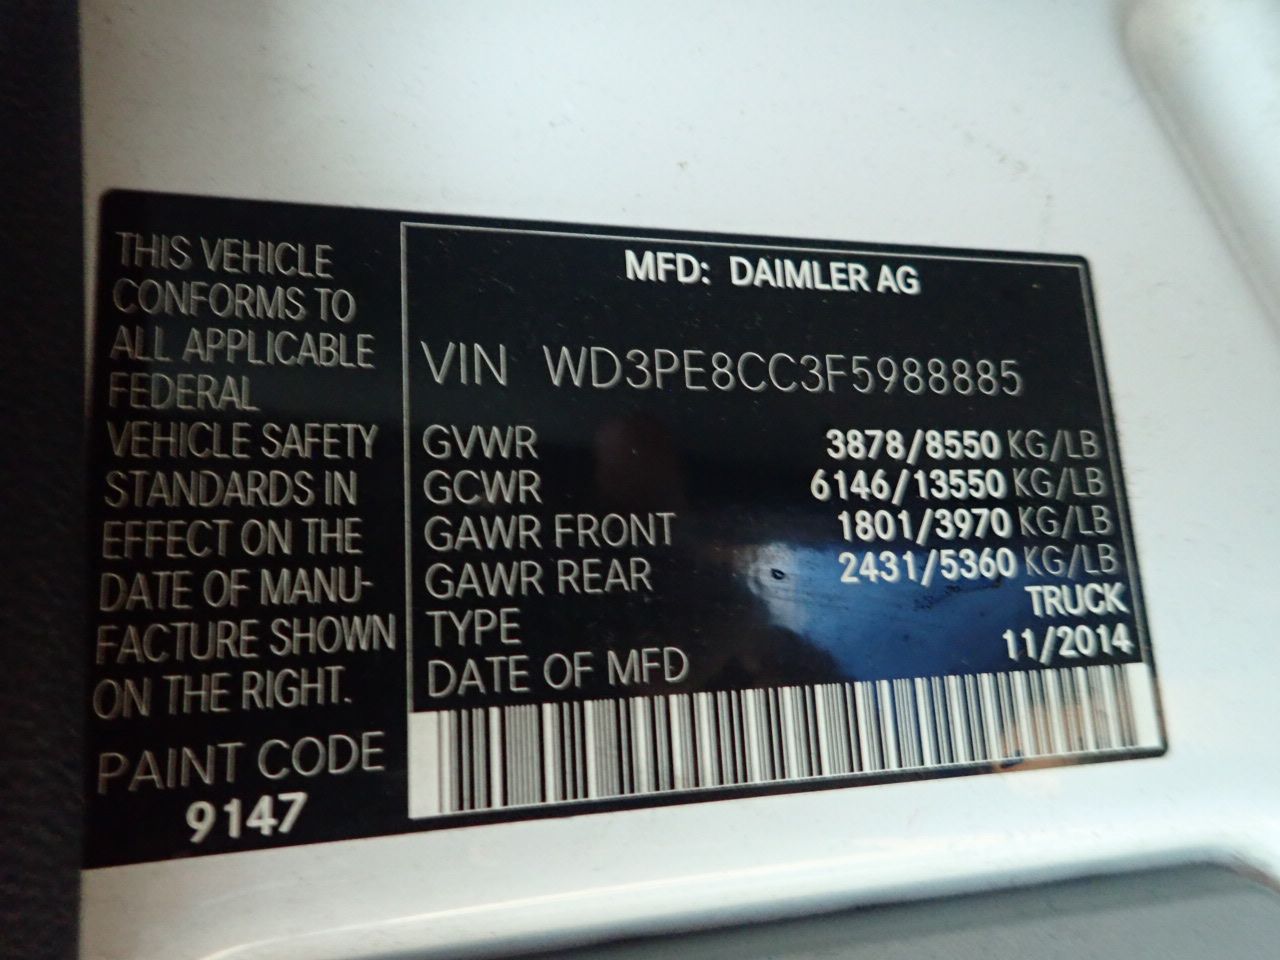 THIS VEHICLE
CONFORMS TO
ALL APPLICABLE
FEDERAL
VEHICLE SAFETY
STANDARDS IN
EFFECT ON THE
DATE OF MANU-
FACTURE SHOWN
ON THE RIGHT.
PAINT CODE
9147
MFD: DAIMLER AG
VIN WD3PE8CC3F5988885
GVWR 3878/8550 KG/LB
GCWR 6146/13550 KG/LB
GAWR FRONT 1801/3970 KG/LB
GAWR REAR 2431/5360 KG/LB
TYPE TRUCK
DATE OF MFD 11/2014